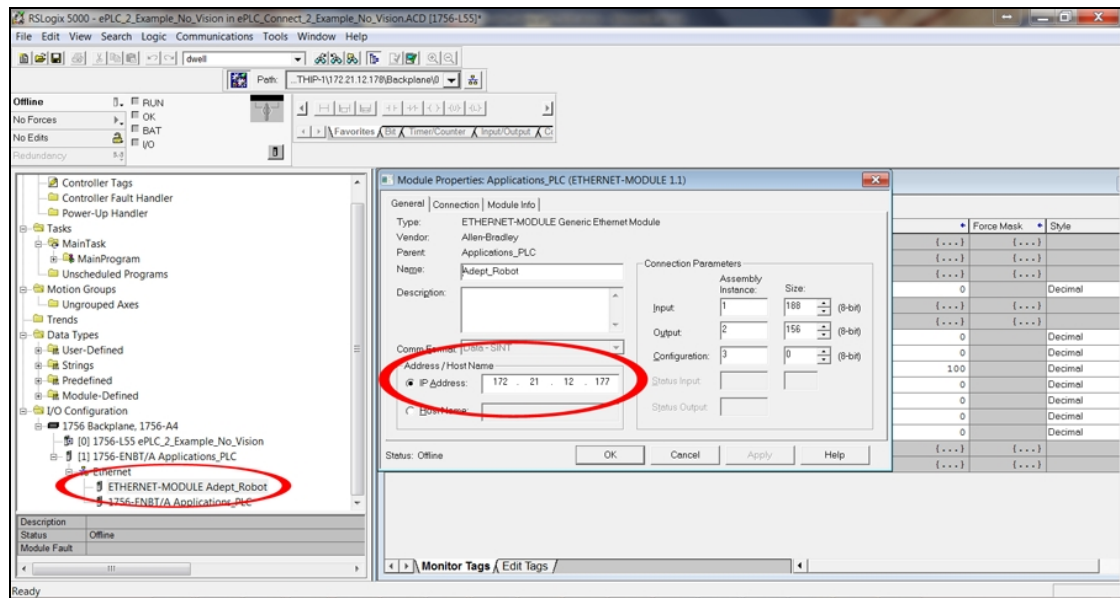 RSLogix 5000 - ePLC_2_Example_No_Vision in ePLC_Connect_2_Example_No_Vision.ACD [1756-L55]*
File Edit View Search Logic Communications Tools Window Help
dwell
Path: ...THIP-1\172.21.12.178\Backplane\0
Offline
RUN
No Forces
OK
No Edits
BAT
Redundancy
I/O
Favorites Bit Timer/Counter Input/Output
Controller Tags
Controller Fault Handler
Power-Up Handler
Tasks
MainTask
MainProgram
Unscheduled Programs
Motion Groups
Ungrouped Axes
Trends
Data Types
User-Defined
Strings
Predefined
Module-Defined
I/O Configuration
1756 Backplane, 1756-A4
[0] 1756-L55 ePLC_2_Example_No_Vision
[1] 1756-ENBT/A Applications_PLC
Ethernet
ETHERNET-MODULE Adept_Robot
1756-ENBT/A Applications_PLC
Description
Status Offline
Module Fault
Module Properties: Applications_PLC (ETHERNET-MODULE 1.1)
General Connection Module Info
Type: ETHERNET-MODULE Generic Ethernet Module
Vendor: Allen-Bradley
Parent: Applications_PLC
Name: Adept_Robot
Description:
Comm Format: Data - SINT
Address / Host Name
IP Address: 172 . 21 . 12 . 177
Host Name:
Connection Parameters
Assembly Instance: Size:
Input: 1 188 (8-bit)
Output: 2 156 (8-bit)
Configuration: 3 0 (8-bit)
Status Input:
Status Output:
Status: Offline
OK Cancel Apply Help
Force Mask Style
{...} {...}
{...} {...}
{...} {...}
0 Decimal
{...} {...}
{...} {...}
0 Decimal
0 Decimal
100 Decimal
0 Decimal
0 Decimal
0 Decimal
0 Decimal
{...} {...}
{...} {...}
Monitor Tags Edit Tags
Ready